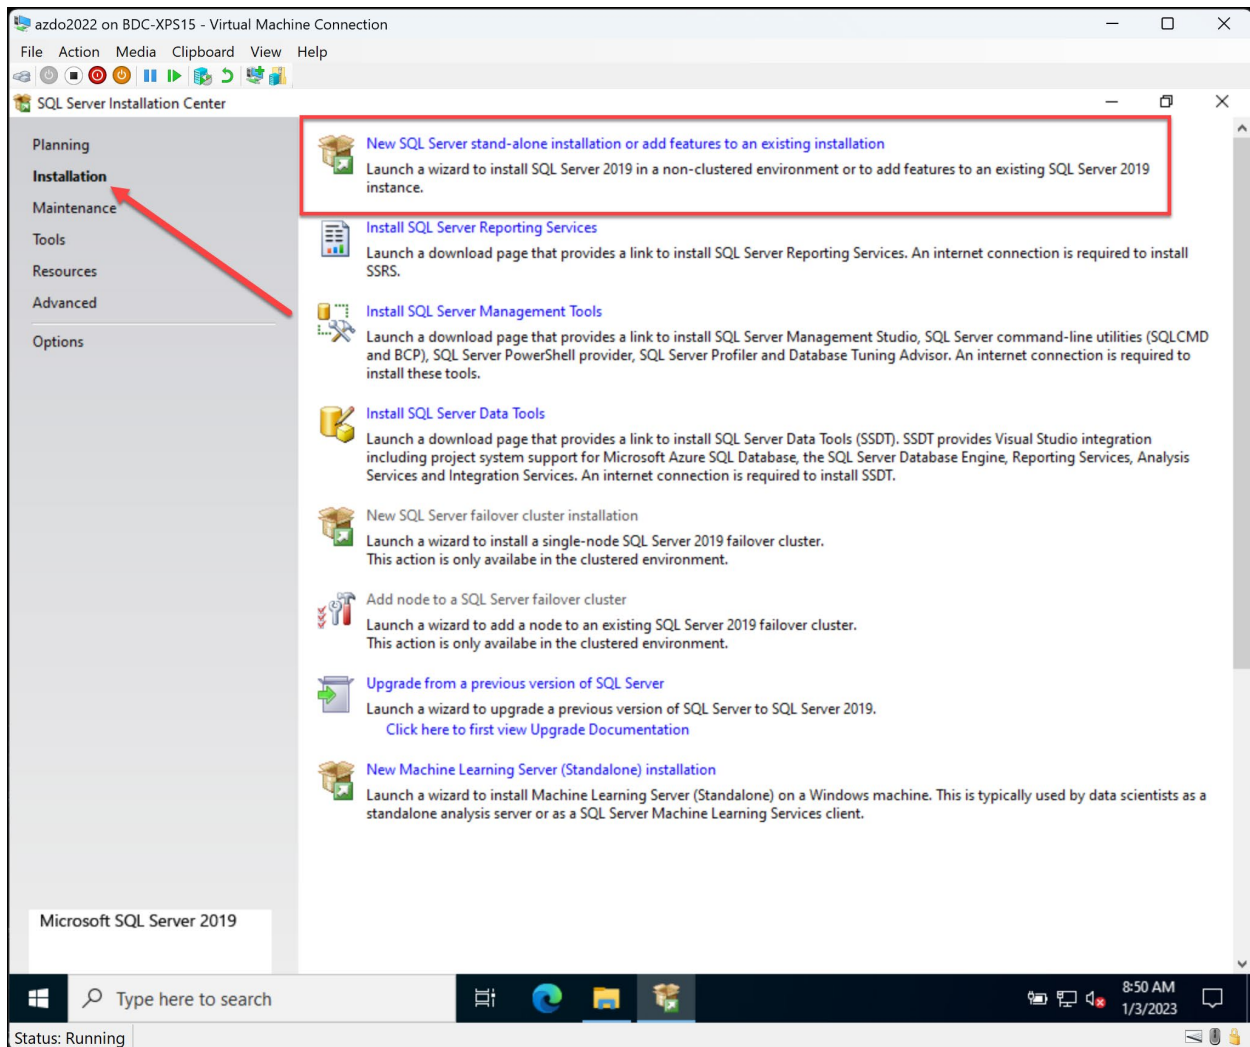 azdo2022 on BDC-XPS15 - Virtual Machine Connection
File Action Media Clipboard View Help
SQL Server Installation Center
Planning
Installation
Maintenance
Tools
Resources
Advanced
Options
New SQL Server stand-alone installation or add features to an existing installation
Launch a wizard to install SQL Server 2019 in a non-clustered environment or to add features to an existing SQL Server 2019
instance.
Install SQL Server Reporting Services
Launch a download page that provides a link to install SQL Server Reporting Services. An internet connection is required to install
SSRS.
Install SQL Server Management Tools
Launch a download page that provides a link to install SQL Server Management Studio, SQL Server command-line utilities (SQLCMD
and BCP), SQL Server PowerShell provider, SQL Server Profiler and Database Tuning Advisor. An internet connection is required to
install these tools.
Install SQL Server Data Tools
Launch a download page that provides a link to install SQL Server Data Tools (SSDT). SSDT provides Visual Studio integration
including project system support for Microsoft Azure SQL Database, the SQL Server Database Engine, Reporting Services, Analysis
Services and Integration Services. An internet connection is required to install SSDT.
New SQL Server failover cluster installation
Launch a wizard to install a single-node SQL Server 2019 failover cluster.
This action is only availabe in the clustered environment.
Add node to a SQL Server failover cluster
Launch a wizard to add a node to an existing SQL Server 2019 failover cluster.
This action is only availabe in the clustered environment.
Upgrade from a previous version of SQL Server
Launch a wizard to upgrade a previous version of SQL Server to SQL Server 2019.
Click here to first view Upgrade Documentation
New Machine Learning Server (Standalone) installation
Launch a wizard to install Machine Learning Server (Standalone) on a Windows machine. This is typically used by data scientists as a
standalone analysis server or as a SQL Server Machine Learning Services client.
Microsoft SQL Server 2019
Type here to search
8:50 AM
1/3/2023
Status: Running